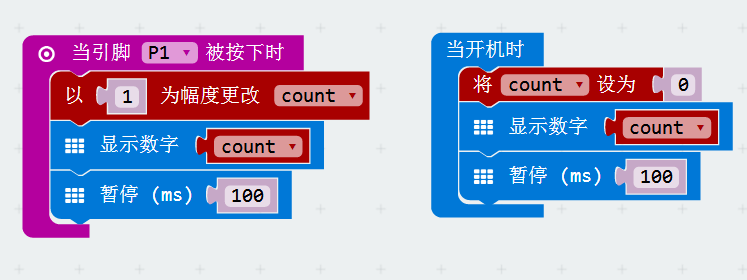 当引脚 P1 被按下时
以 1 为幅度更改 count
显示数字 count
暂停 (ms) 100
当开机时
将 count 设为 0
显示数字 count
暂停 (ms) 100